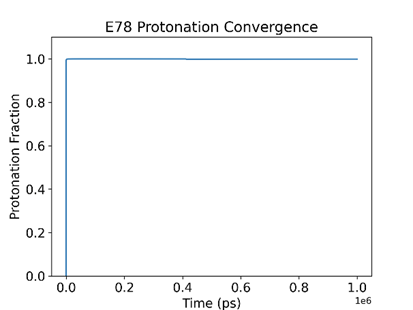 E78 Protonation Convergence
Protonation Fraction
1.0
0.8
0.6
0.4
0.2
0.0
0.0 0.2 0.4 0.6 0.8 1.0
1e6
Time (ps)